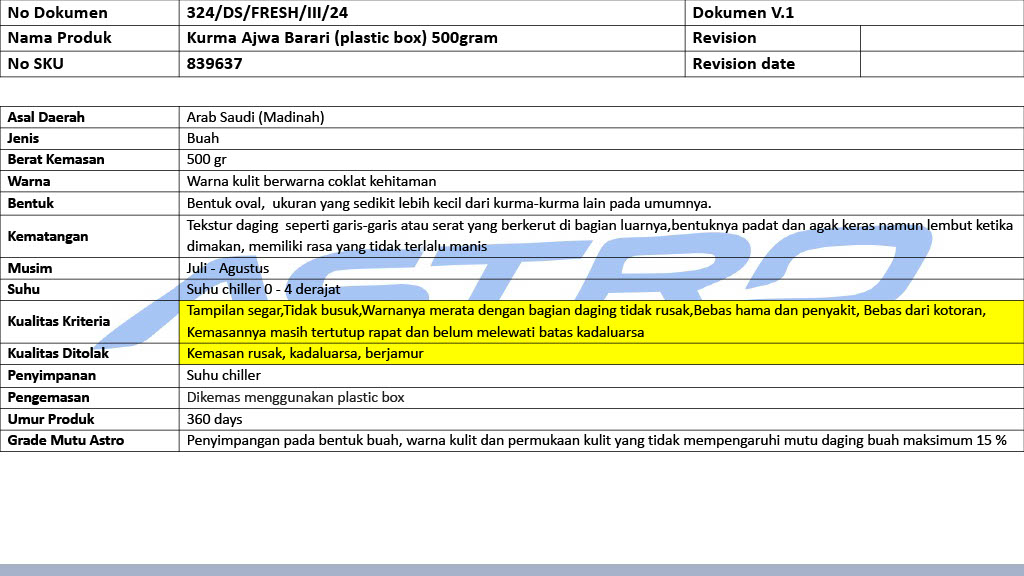 No Dokumen 324/DS/FRESH/III/24 Dokumen V.1
Nama Produk Kurma Ajwa Barari (plastic box) 500gram Revision
No SKU 839637 Revision date
Asal Daerah Arab Saudi (Madinah)
Jenis Buah
Berat Kemasan 500 gr
Warna Warna kulit berwarna coklat kehitaman
Bentuk Bentuk oval, ukuran yang sedikit lebih kecil dari kurma-kurma lain pada umumnya.
Kematangan Tekstur daging seperti garis-garis atau serat yang berkerut di bagian luarnya,bentuknya padat dan agak keras namun lembut ketika
dimakan, memiliki rasa yang tidak terlalu manis
Musim Juli - Agustus
Suhu Suhu chiller 0 - 4 derajat
Kualitas Kriteria Tampilan segar,Tidak busuk,Warnanya merata dengan bagian daging tidak rusak,Bebas hama dan penyakit, Bebas dari kotoran,
Kemasannya masih tertutup rapat dan belum melewati batas kadaluarsa
Kualitas Ditolak Kemasan rusak, kadaluarsa, berjamur
Penyimpanan Suhu chiller
Pengemasan Dikemas menggunakan plastic box
Umur Produk 360 days
Grade Mutu Astro Penyimpangan pada bentuk buah, warna kulit dan permukaan kulit yang tidak mempengaruhi mutu daging buah maksimum 15 %
ASTRO